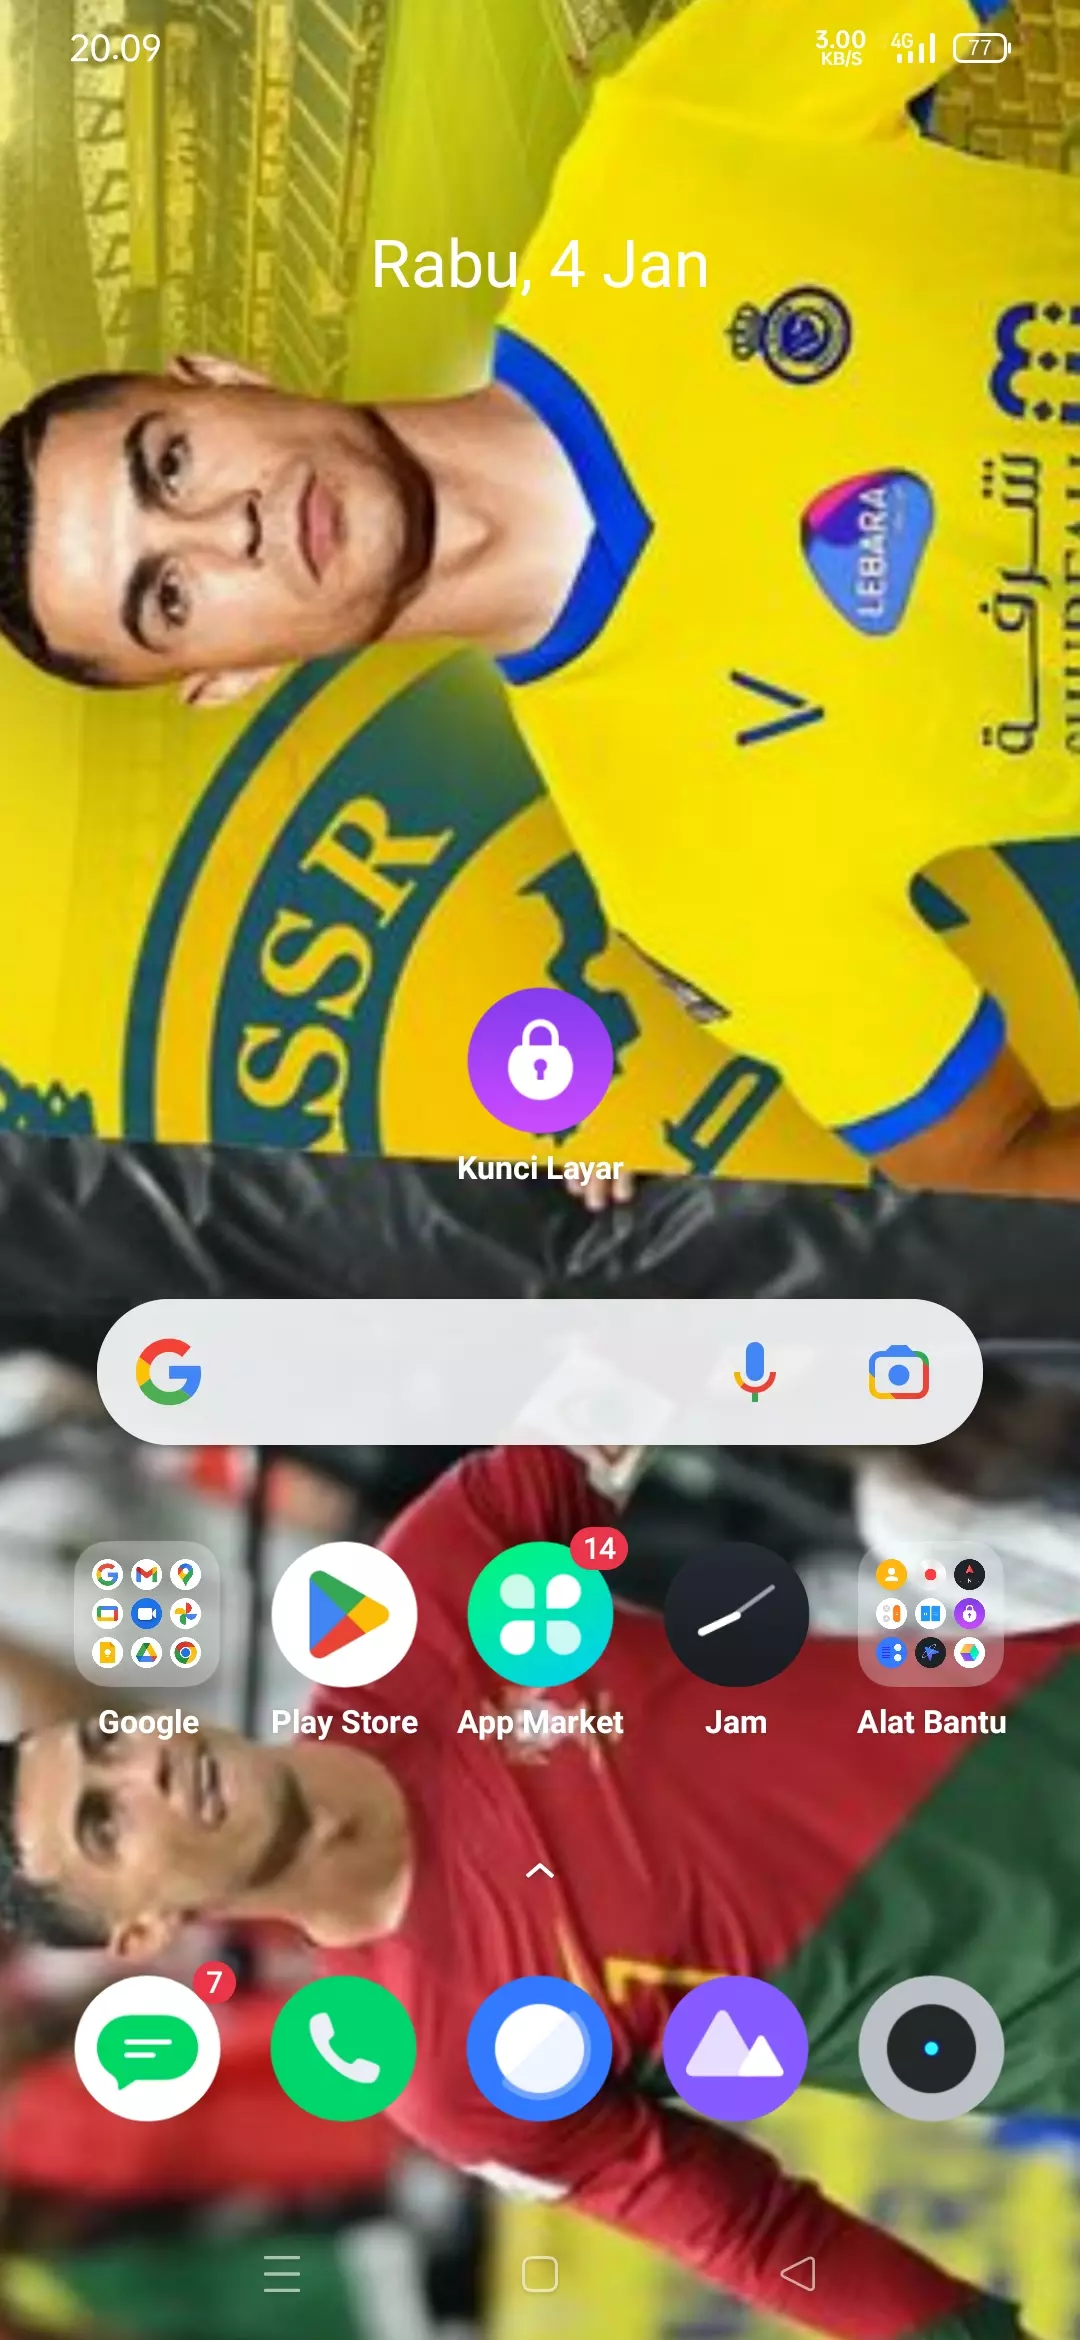 20.09
3.00
KB/S
4G
77
Rabu, 4 Jan
LEBARA
شرفة
SSR
Kunci Layar
14
Google
Play Store
App Market
Jam
Alat Bantu
7